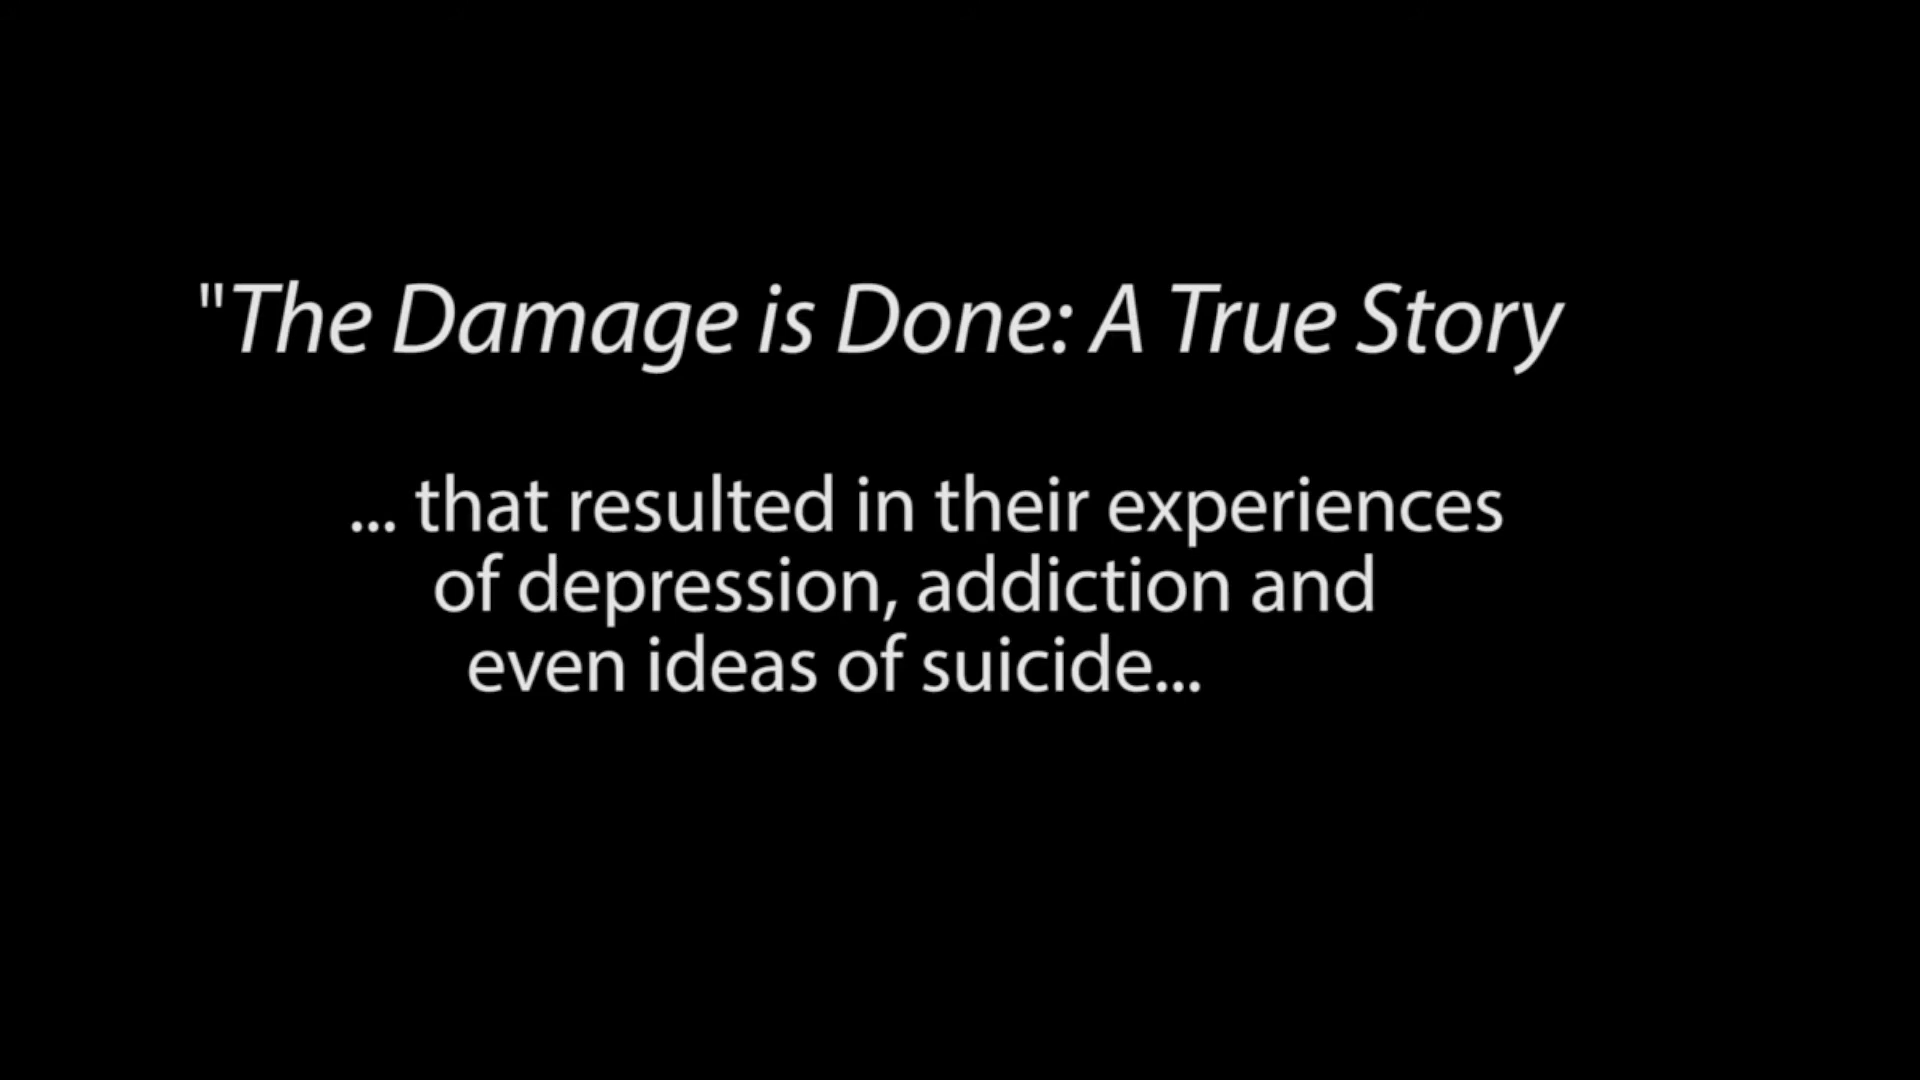 "The Damage is Done: A True Story
... that resulted in their experiences
of depression, addiction and
even ideas of suicide...